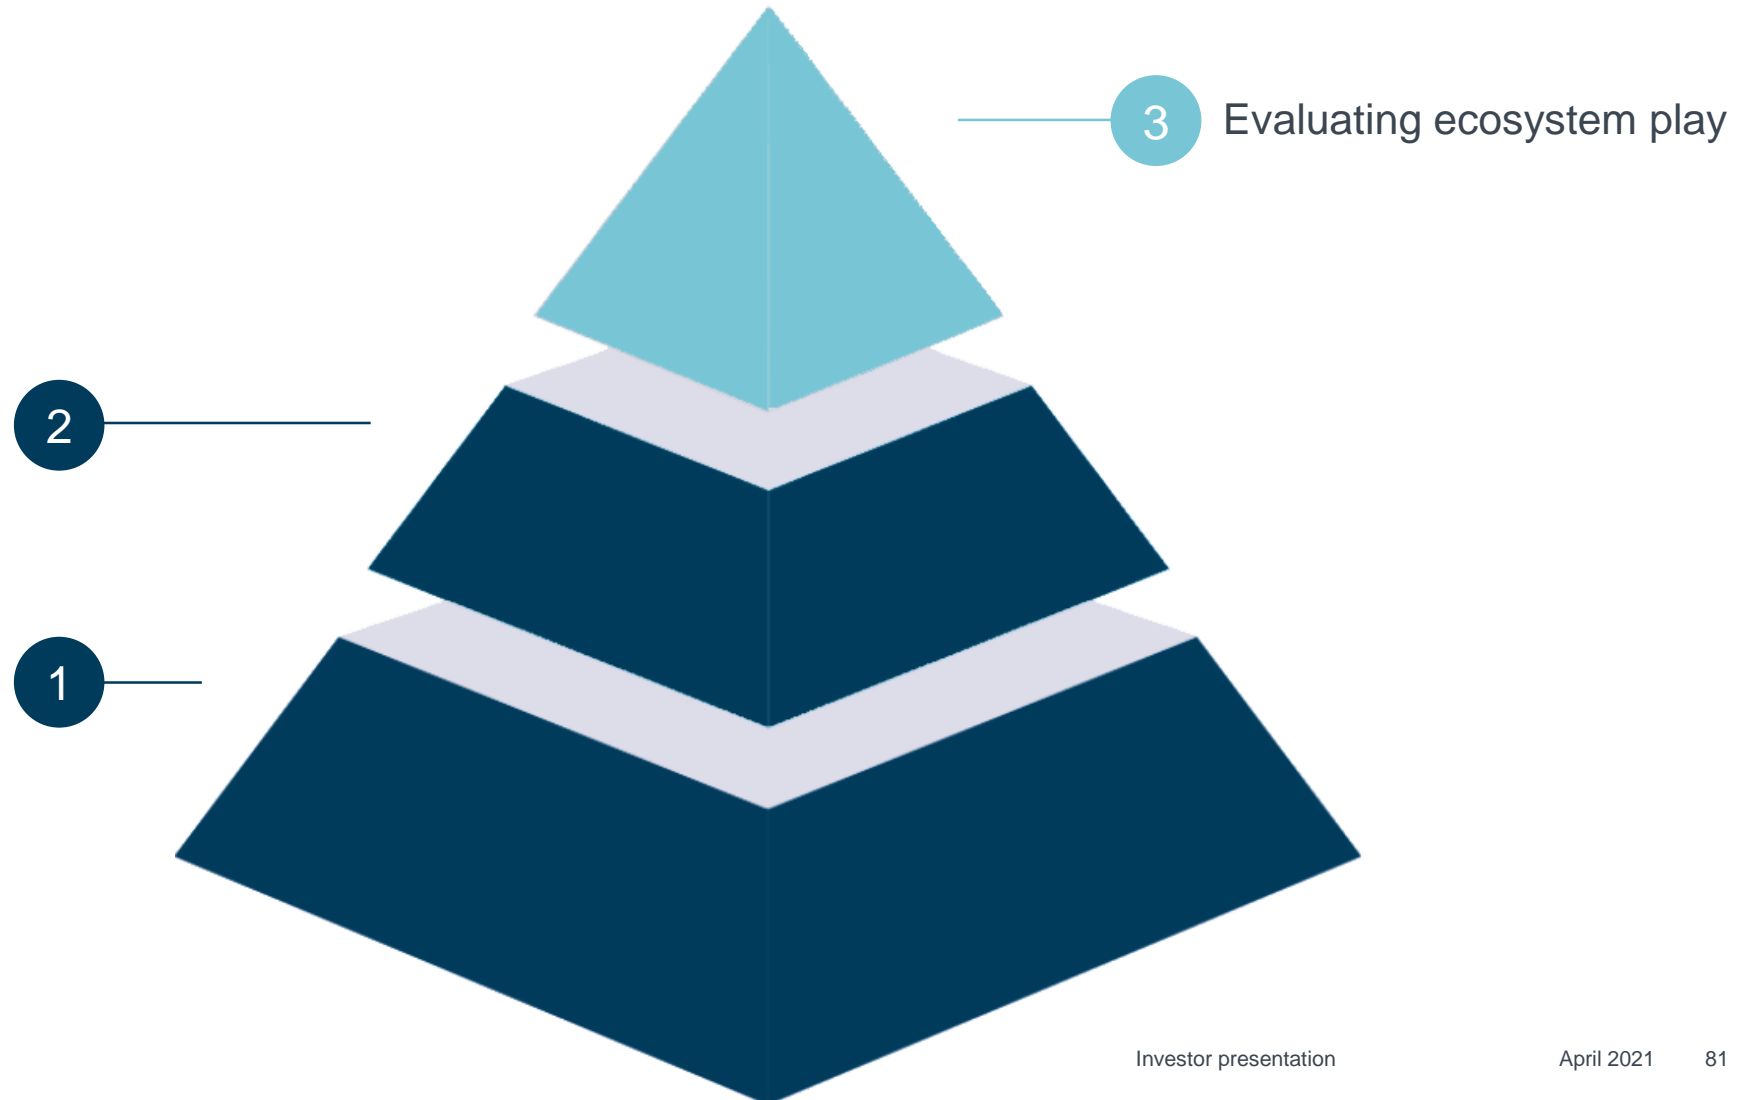 3 Evaluating ecosystem play
2
1
Investor presentation April 2021 81